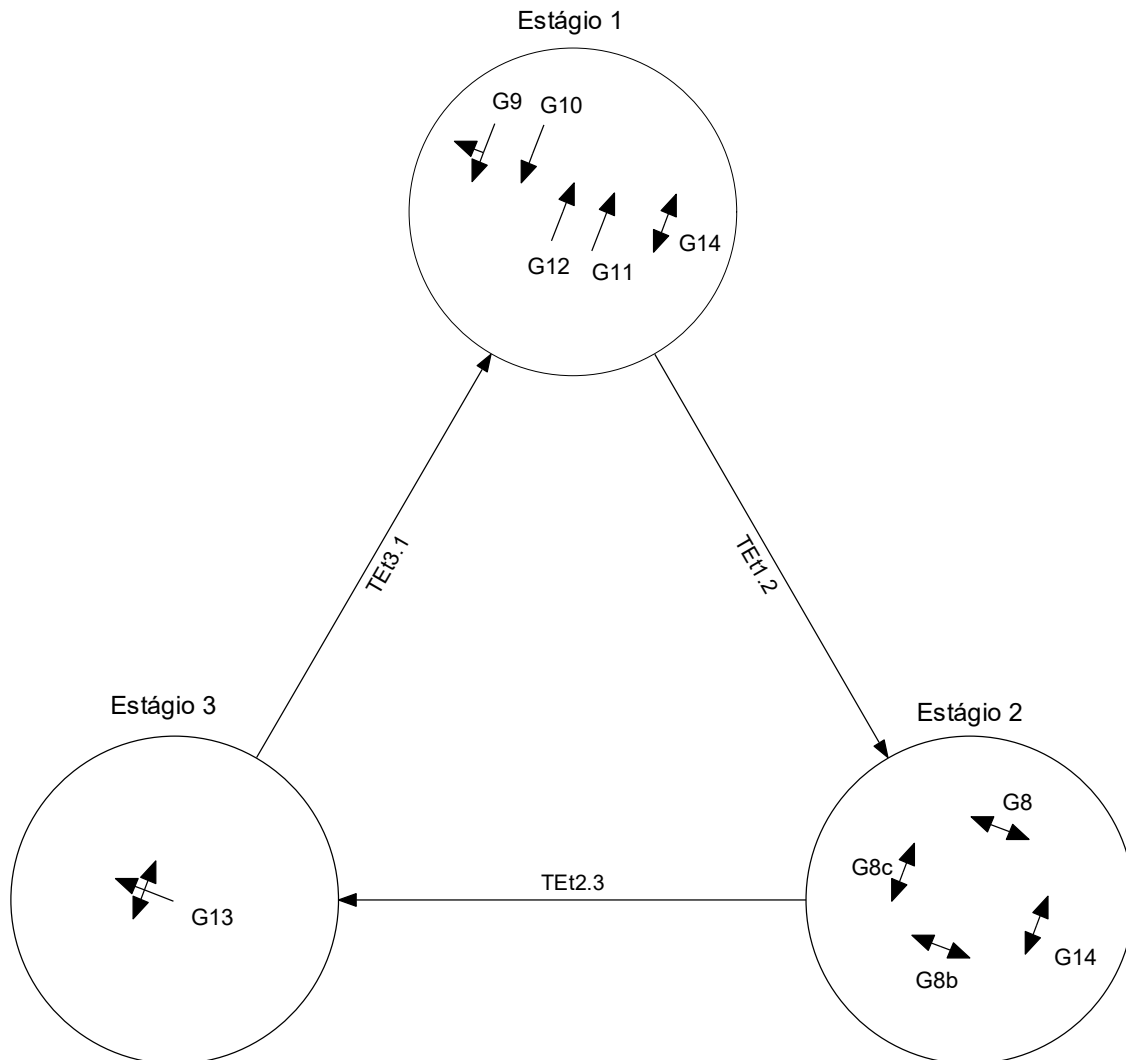 Estágio 1
G9
G10
G12
G11
G14
TEt3.1
TEt1.2
Estágio 3
Estágio 2
G8
G8c
TEt2.3
G13
G14
G8b